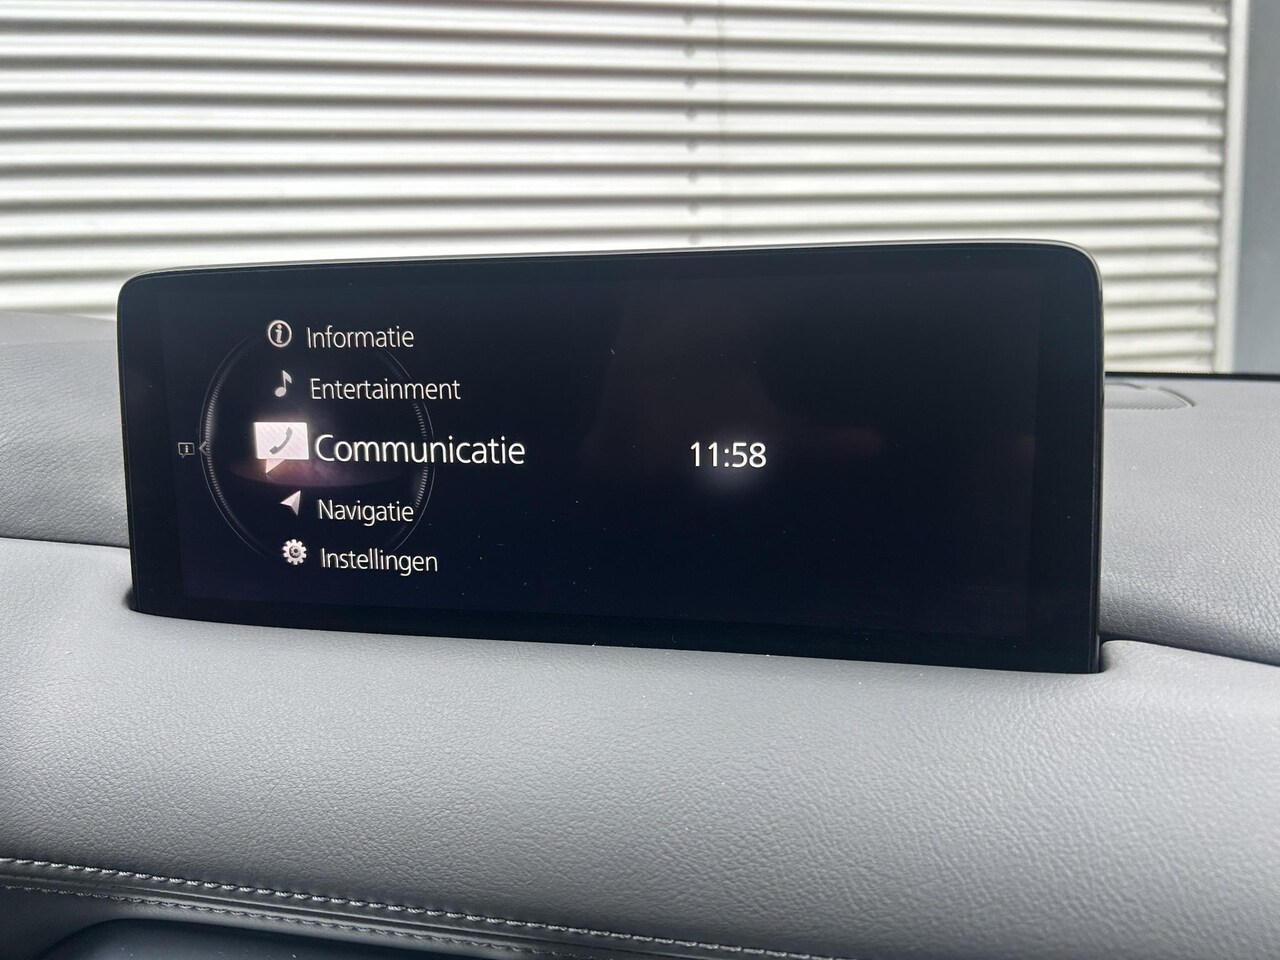 Informatie
Entertainment
Communicatie
11:58
Navigatie
Instellingen